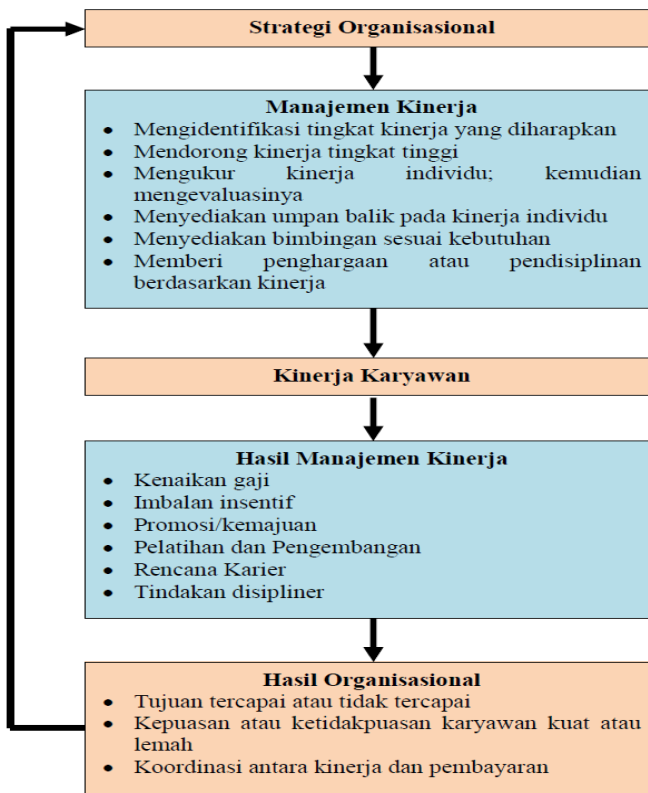 Strategi Organisasional
Manajemen Kinerja
• Mengidentifikasi tingkat kinerja yang diharapkan
• Mendorong kinerja tingkat tinggi
• Mengukur kinerja individu; kemudian
mengevaluasinya
• Menyediakan umpan balik pada kinerja individu
• Menyediakan bimbingan sesuai kebutuhan
• Memberi penghargaan atau pendisiplinan
berdasarkan kinerja
Kinerja Karyawan
Hasil Manajemen Kinerja
• Kenaikan gaji
• Imbalan insentif
• Promosi/kemajuan
• Pelatihan dan Pengembangan
• Rencana Karier
• Tindakan disipliner
Hasil Organisasional
• Tujuan tercapai atau tidak tercapai
• Kepuasan atau ketidakpuasan karyawan kuat atau
lemah
• Koordinasi antara kinerja dan pembayaran